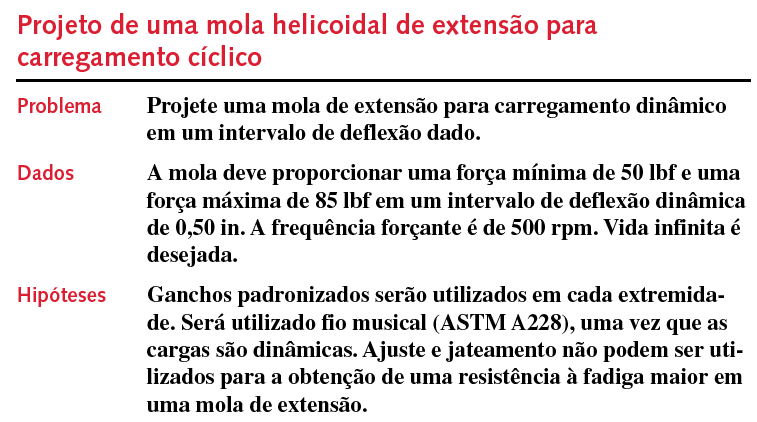 Projeto de uma mola helicoidal de extensão para
carregamento cíclico
Problema
Projete uma mola de extensão para carregamento dinâmico
em um intervalo de deflexão dado.
Dados
A mola deve proporcionar uma força mínima de 50 lbf e uma
força máxima de 85 lbf em um intervalo de deflexão dinâmica
de 0,50 in. A frequência forçante é de 500 rpm. Vida infinita é
desejada.
Hipóteses
Ganchos padronizados serão utilizados em cada extremida-
de. Será utilizado fio musical (ASTM A228), uma vez que as
cargas são dinâmicas. Ajuste e jateamento não podem ser uti-
lizados para a obtenção de uma resistência à fadiga maior em
uma mola de extensão.